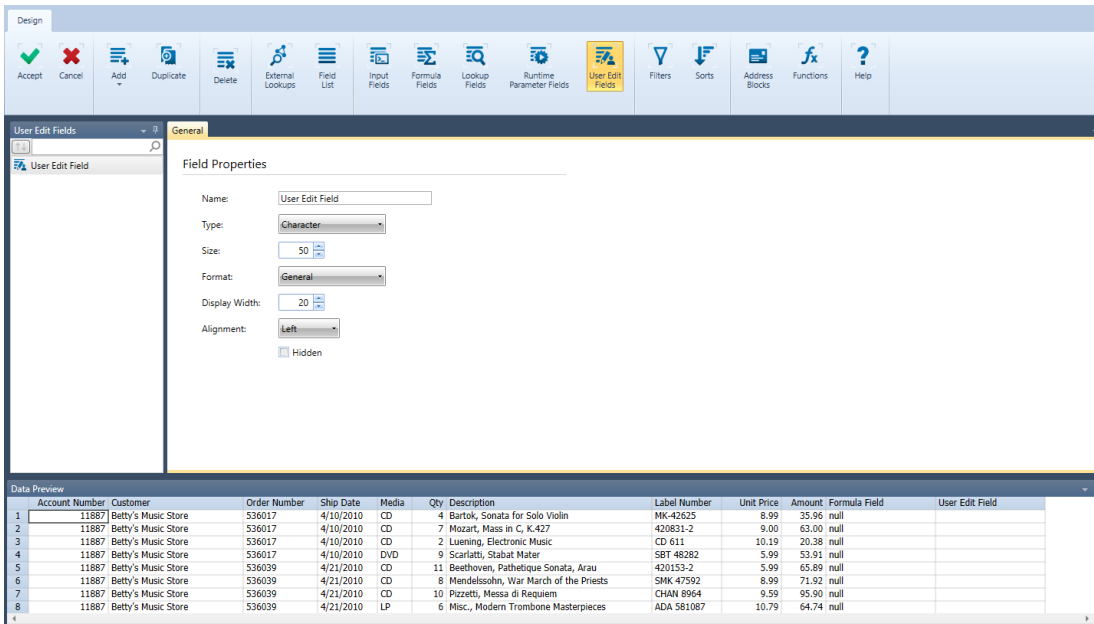 Design
Accept Cancel Add Duplicate Delete External Lookups Field List Input Fields Formula Fields Lookup Fields Runtime Parameter Fields User Edit Fields Filters Sorts Address Blocks Functions Help
User Edit Fields
User Edit Field
General
Field Properties
Name: User Edit Field
Type: Character
Size: 50
Format: General
Display Width: 20
Alignment: Left
Hidden
Data Preview
Account Number Customer Order Number Ship Date Media Qty Description Label Number Unit Price Amount Formula Field User Edit Field
1 11887 Betty's Music Store 536017 4/10/2010 CD 4 Bartok, Sonata for Solo Violin MK-42625 8.99 35.96 null
2 11887 Betty's Music Store 536017 4/10/2010 CD 7 Mozart, Mass in C, K.427 420831-2 9.00 63.00 null
3 11887 Betty's Music Store 536017 4/10/2010 CD 2 Luening, Electronic Music CD 611 10.19 20.38 null
4 11887 Betty's Music Store 536017 4/10/2010 DVD 9 Scarlatti, Stabat Mater SBT 48282 5.99 53.91 null
5 11887 Betty's Music Store 536039 4/21/2010 CD 11 Beethoven, Pathetique Sonata, Arau 420153-2 5.99 65.89 null
6 11887 Betty's Music Store 536039 4/21/2010 CD 8 Mendelssohn, War March of the Priests SMK 47592 8.99 71.92 null
7 11887 Betty's Music Store 536039 4/21/2010 CD 10 Pizzetti, Messa di Requiem CHAN 8964 9.59 95.90 null
8 11887 Betty's Music Store 536039 4/21/2010 LP 6 Misc., Modern Trombone Masterpieces ADA 581087 10.79 64.74 null